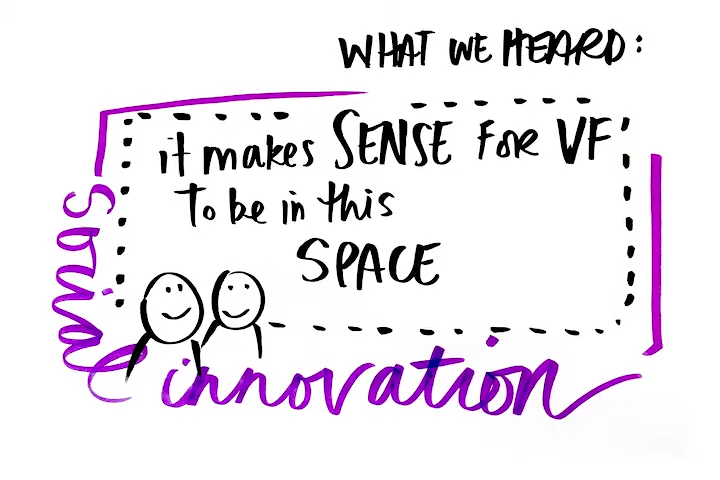 WHAT WE HEARD:
it makes SENSE FOR VF
To be in this
SPACE
Social
innovation